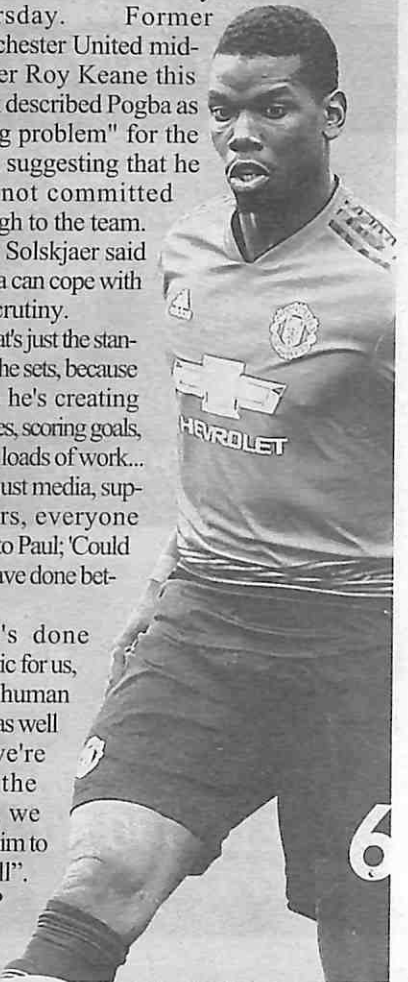 rsday. Former
chester United mid-
er Roy Keane this
described Pogba as
g problem" for the
suggesting that he
not committed
gh to the team.
Solskjaer said
a can cope with
crutiny.
at's just the stan-
he sets, because
he's creating
es, scoring goals,
loads of work...
ust media, sup-
rs, everyone
to Paul; 'Could
ave done bet-
's done
ic for us,
human
as well
ve're
the
we
im to
ll”.
CHEVROLET
6